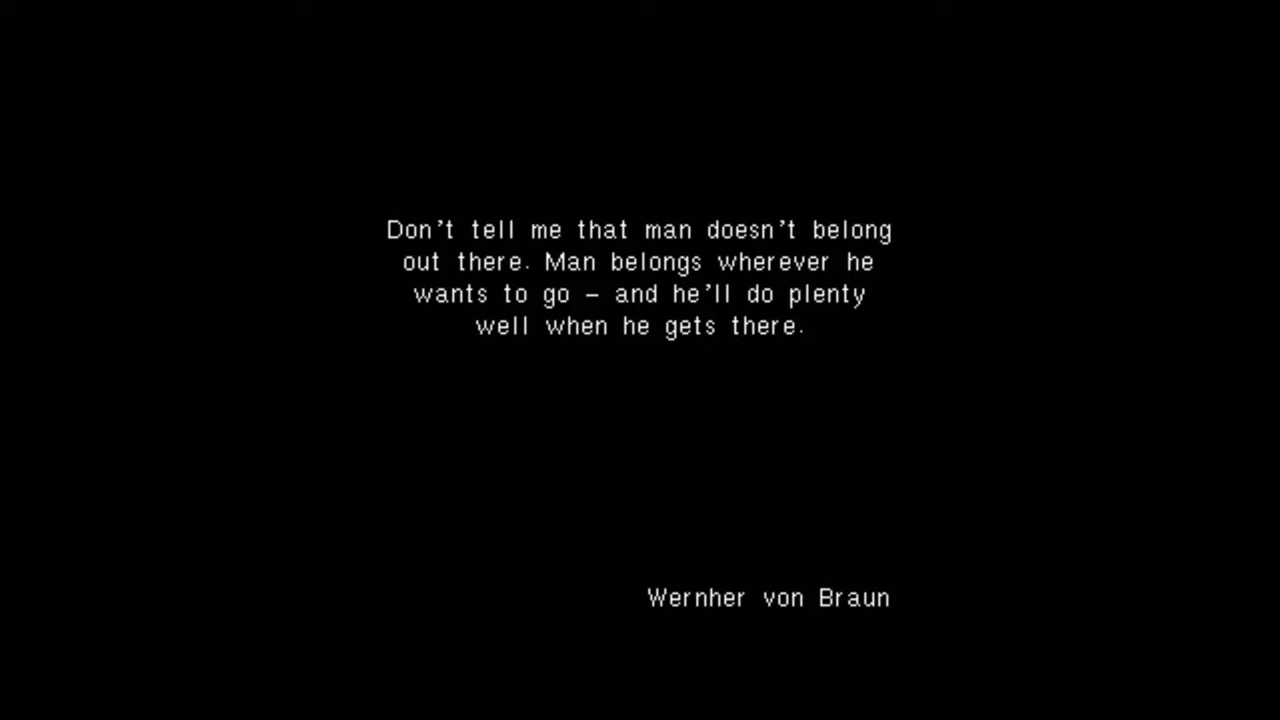 Don't tell me that man doesn't belong
out there. Man belongs wherever he
wants to go – and he'll do plenty
well when he gets there.
Wernher von Braun